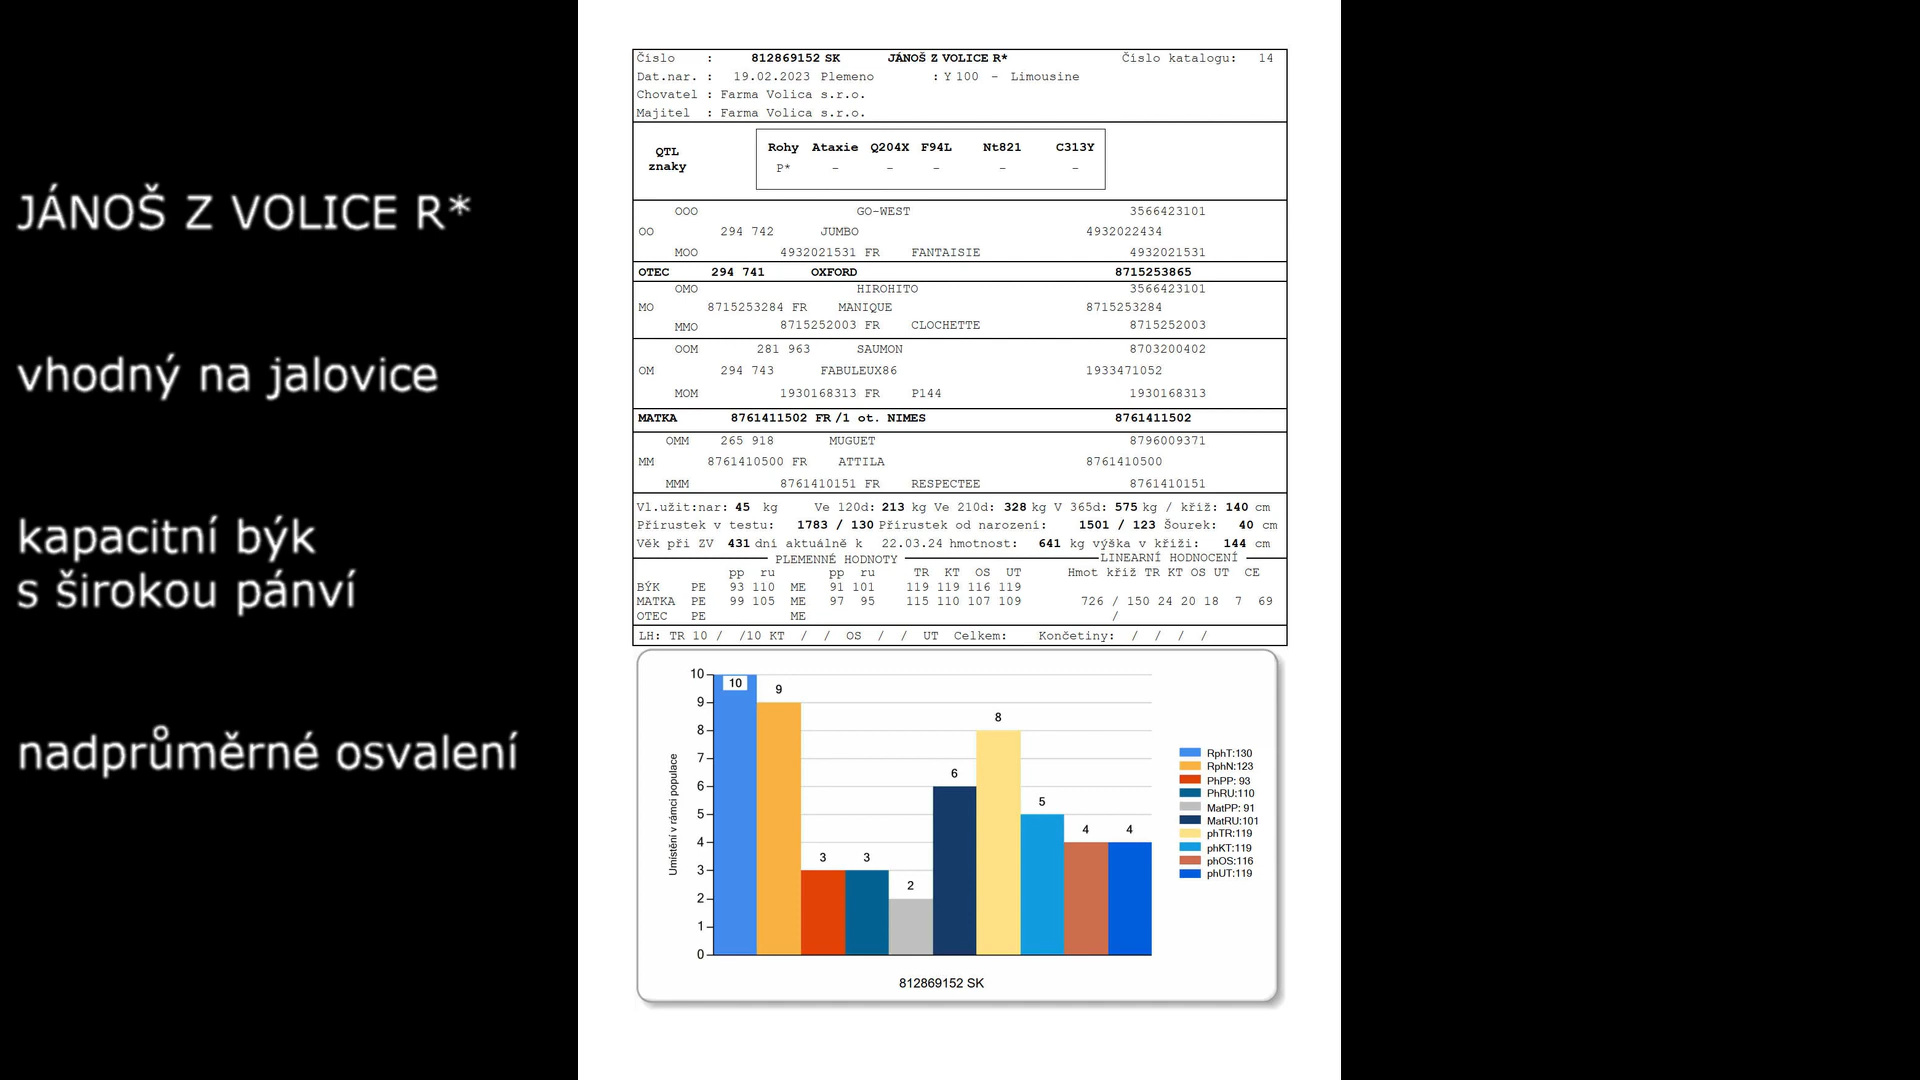 JÁNOŠ Z VOLICE R*
vhodný na jalovice
kapacitní býk
s širokou pánví
nadprůměrné osvalení
Číslo : 812869152 SK JÁNOŠ Z VOLICE R* Číslo katalogu: 14
Dat.nar. : 19.02.2023 Plemeno : Y 100 - Limousine
Chovatel : Farma Volica s.r.o.
Majitel : Farma Volica s.r.o.
QTL znaky
Rohy Ataxie Q204X F94L Nt821 C313Y
P* - - - - -
OOO GO-WEST 3566423101
OO 294 742 JUMBO 4932022434
MOO 4932021531 FR FANTAISIE 4932021531
OTEC 294 741 OXFORD 8715253865
OMO HIROHITO 3566423101
MO 8715253284 FR MANIQUE 8715253284
MMO 8715252003 FR CLOCHETTE 8715252003
OOM 281 963 SAUMON 8703200402
OM 294 743 FABULEUX86 1933471052
MOM 1930168313 FR P144 1930168313
MATKA 8761411502 FR /1 ot. NIMES 8761411502
OMM 265 918 MUGUET 8796009371
MM 8761410500 FR ATTILA 8761410500
MMM 8761410151 FR RESPECTEE 8761410151
Vl.užit:nar: 45 kg Ve 120d: 213 kg Ve 210d: 328 kg V 365d: 575 kg / kříž: 140 cm
Přírustek v testu: 1783 / 130 Přírustek od narození: 1501 / 123 Šourek: 40 cm
Věk při ZV 431 dní aktuálně k 22.03.24 hmotnost: 641 kg výška v kříži: 144 cm
PLEMENNÉ HODNOTY LINEARNÍ HODNOCENÍ
pp ru pp ru TR KT OS UT Hmot kříž TR KT OS UT CE
BÝK PE 93 110 ME 91 101 119 119 116 119
MATKA PE 99 105 ME 97 95 115 110 107 109 726 / 150 24 20 18 7 69
OTEC PE ME /
LH: TR 10 / /10 KT / / OS / / UT Celkem: Končetiny: / / / /
Umístění v rámci populace
10
9
8
7
6
5
4
3
2
1
0
10 9 3 3 2 6 8 5 4 4
RphT:130
RphN:123
PhPP: 93
PhRU:110
MatPP: 91
MatRU:101
phTR:119
phKT:119
phOS:116
phUT:119
812869152 SK